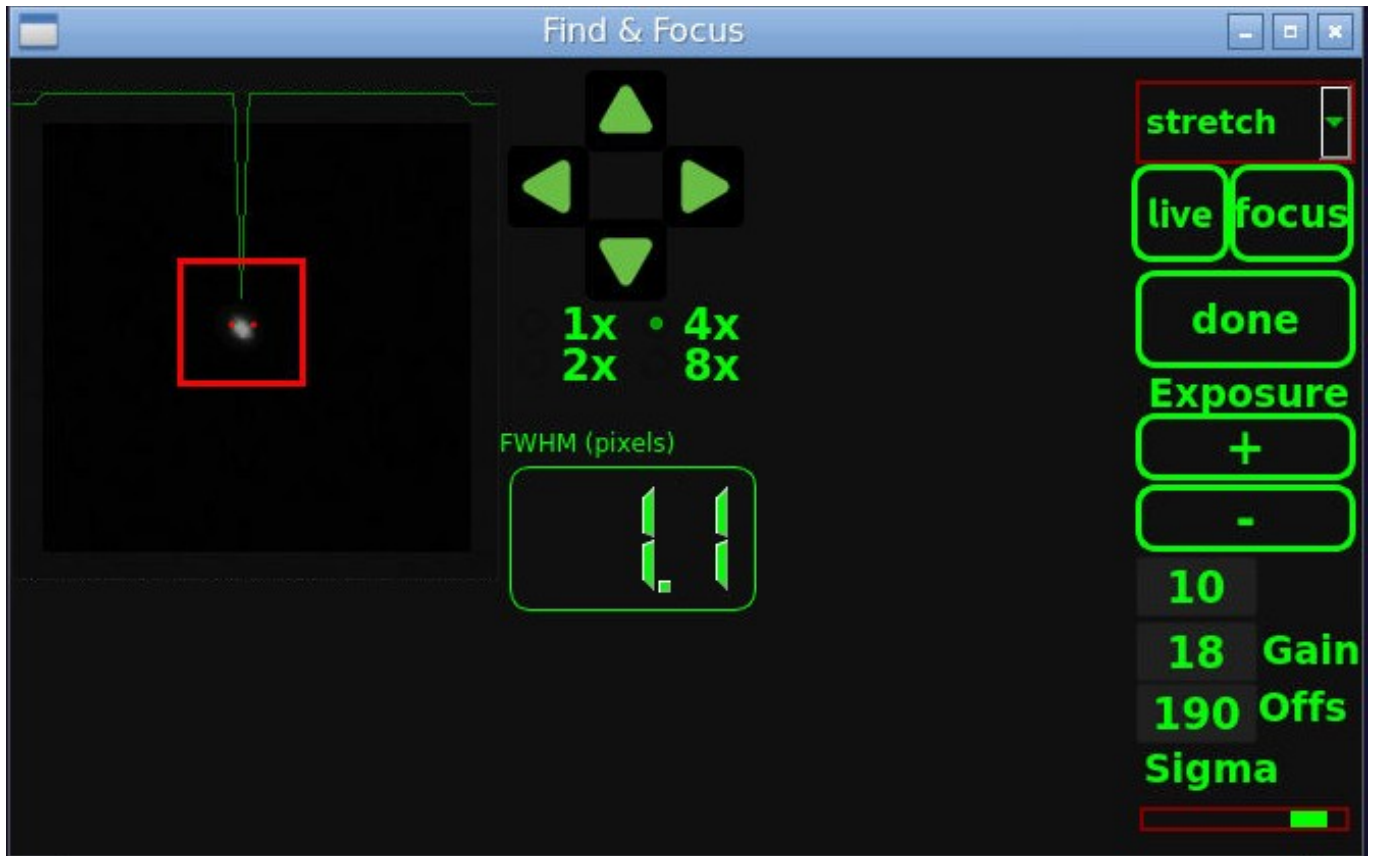 Find & Focus
stretch
live focus
done
1x 4x
2x 8x
Exposure
+
FWHM (pixels)
1.1
-
10
18 Gain
190 Offs
Sigma